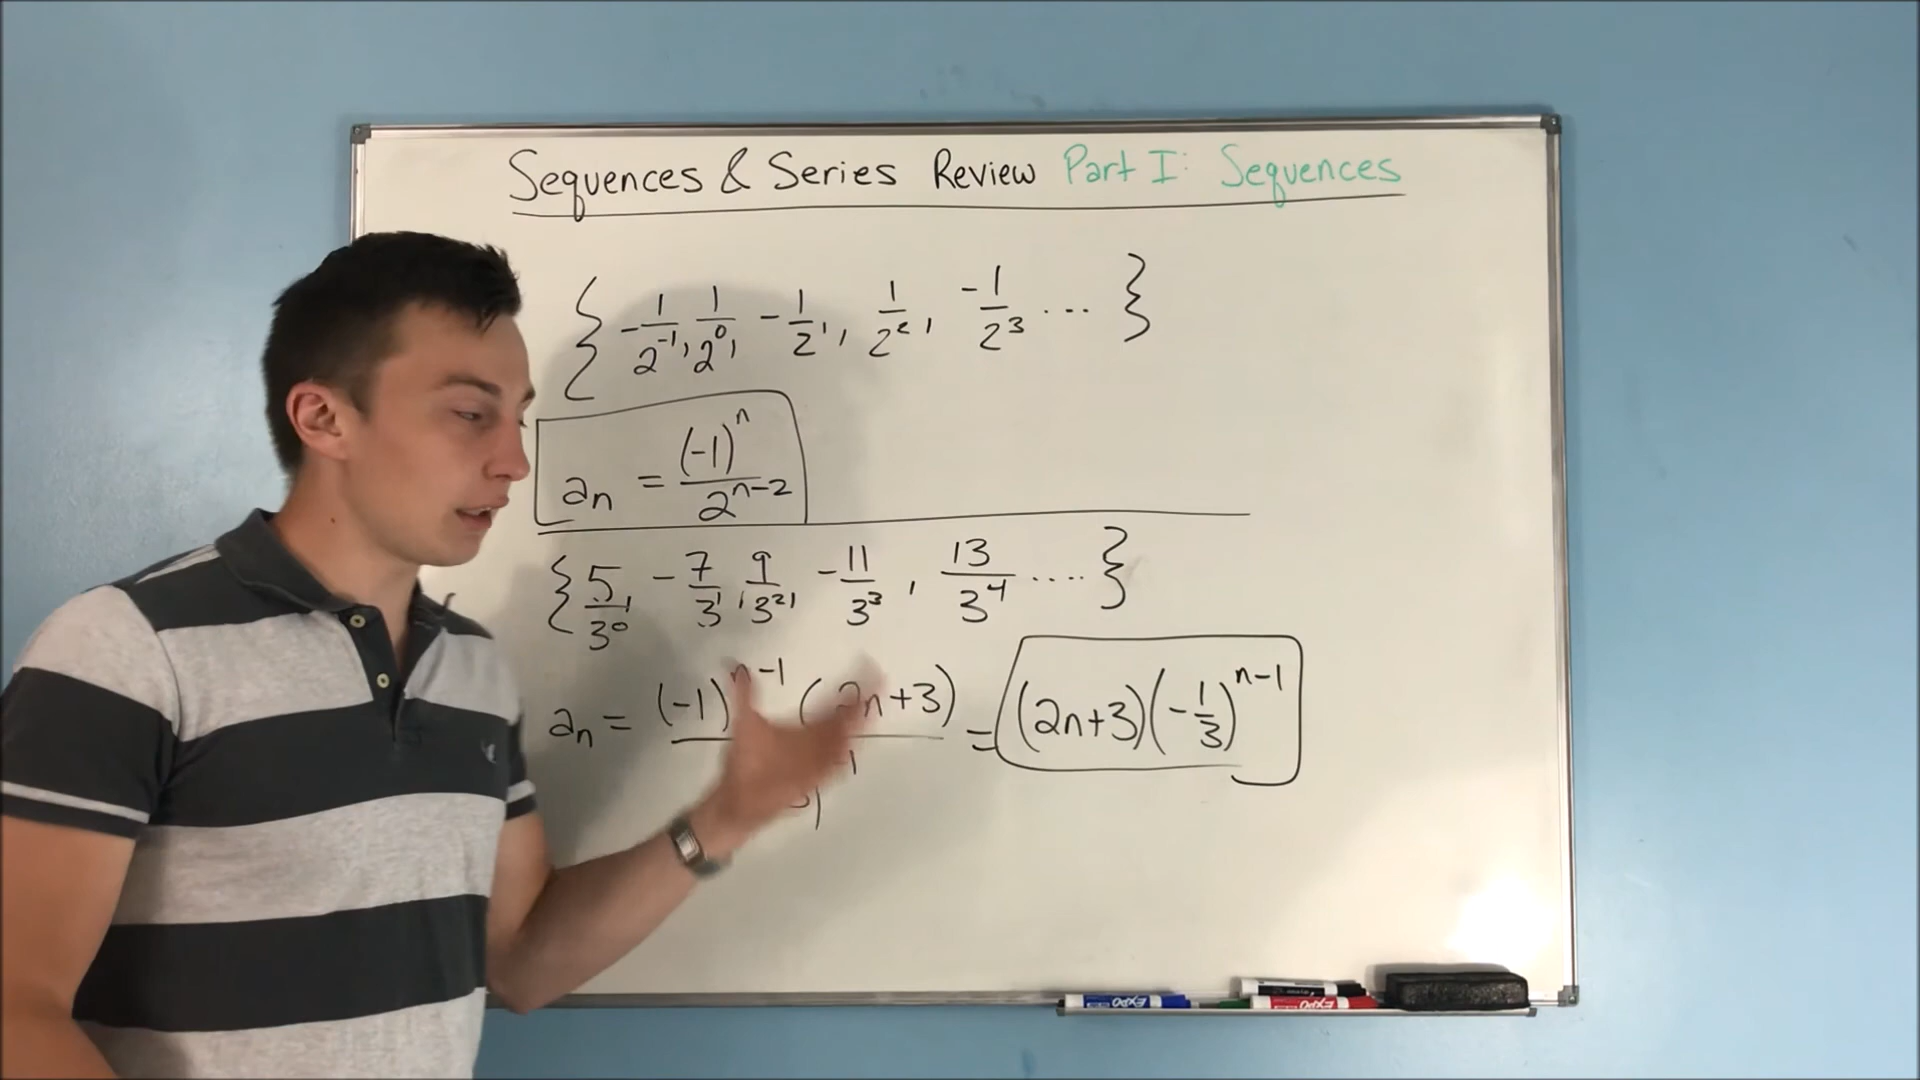 Sequences & Series Review Part I: Sequences
{ -1/2^-1, 1/2^0, -1/2^1, 1/2^2, -1/2^3 ... }
a_n = (-1)^n / 2^(n-2)
{ 5/3^0, -7/3^1, 9/3^2, -11/3^3, 13/3^4 .... }
a_n = (-1)^(n-1) (2n+3) / = (2n+3)(-1/3)^(n-1)
EXPO
EXPO